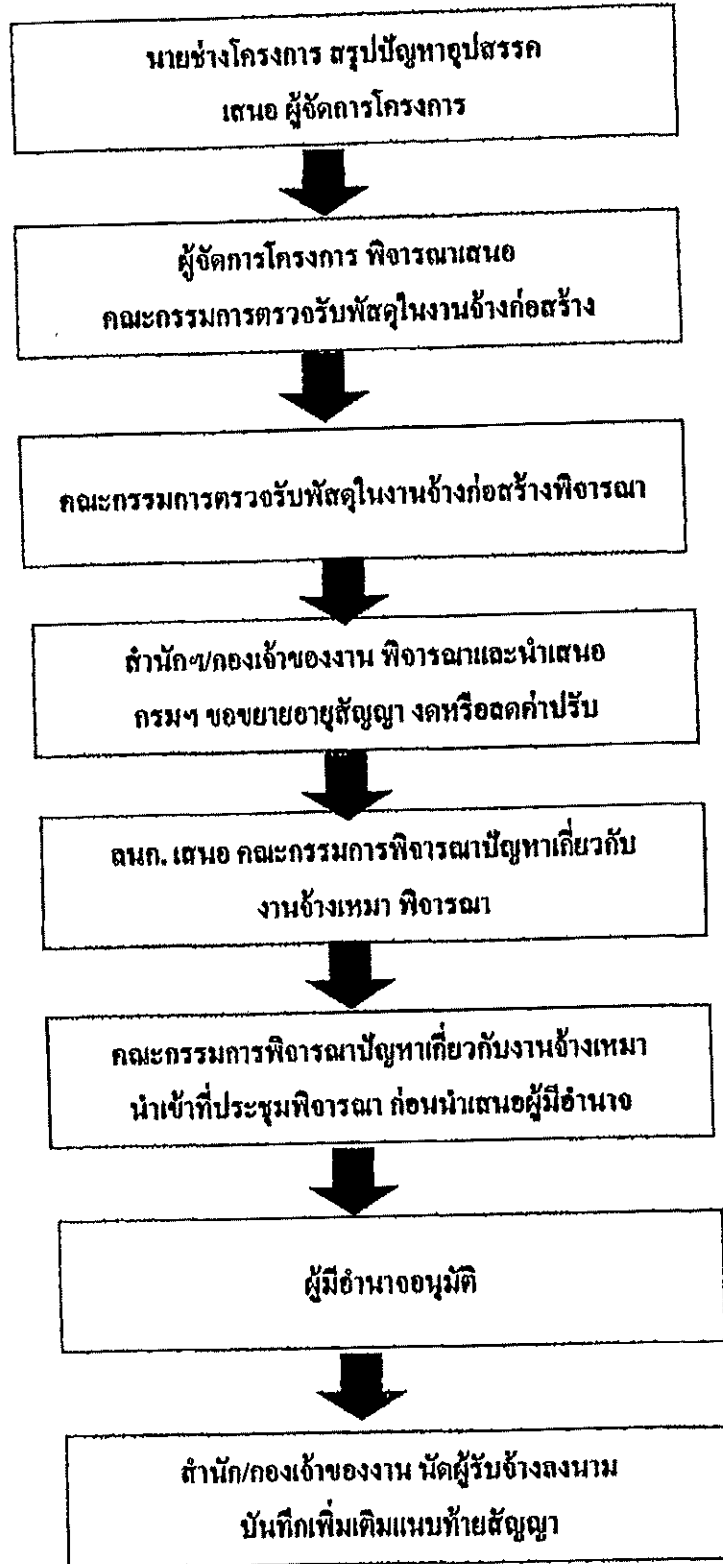 นายช่างโครงการ สรุปปัญหาอุปสรรค
เสนอ ผู้จัดการโครงการ
ผู้จัดการโครงการ พิจารณาเสนอ
คณะกรรมการตรวจรับพัสดุในงานจ้างก่อสร้าง
คณะกรรมการตรวจรับพัสดุในงานจ้างก่อสร้างพิจารณา
สำนักฯ/กองเจ้าของงาน พิจารณาและนำเสนอ
กรมฯ ขอขยายอายุสัญญา งดหรือลดค่าปรับ
ลนก. เสนอ คณะกรรมการพิจารณาปัญหาเกี่ยวกับ
งานจ้างเหมา พิจารณา
คณะกรรมการพิจารณาปัญหาเกี่ยวกับงานจ้างเหมา
นำเข้าที่ประชุมพิจารณา ก่อนนำเสนอผู้มีอำนาจ
ผู้มีอำนาจอนุมัติ
สำนัก/กองเจ้าของงาน นัดผู้รับจ้างลงนาม
บันทึกเพิ่มเติมแนบท้ายสัญญา